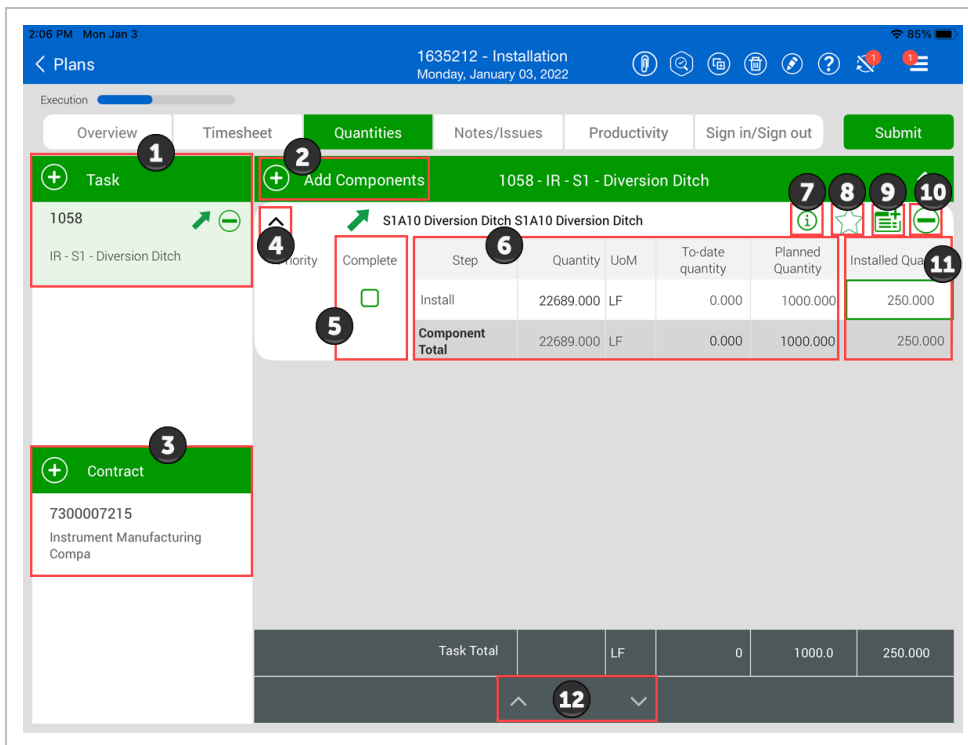 2:06 PM Mon Jan 3
85%
Plans
1635212 - Installation
Monday, January 03, 2022
1
1
Execution
Overview
Timesheet
Quantities
Notes/Issues
Productivity
Sign in/Sign out
Submit
1
2
Task
Add Components
1058 - IR - S1 - Diversion Ditch
7
8
9
10
1058
IR - S1 - Diversion Ditch
S1A10 Diversion Ditch S1A10 Diversion Ditch
4
6
11
Complete
Step
Quantity
UoM
To-date
quantity
Planned
Quantity
Installed
Install
22689.000
LF
0.000
1000.000
250.000
5
Component
Total
22689.000
LF
0.000
1000.000
250.000
3
Contract
7300007215
Instrument Manufacturing
Compa
Task Total
LF
0
1000.0
250.000
12